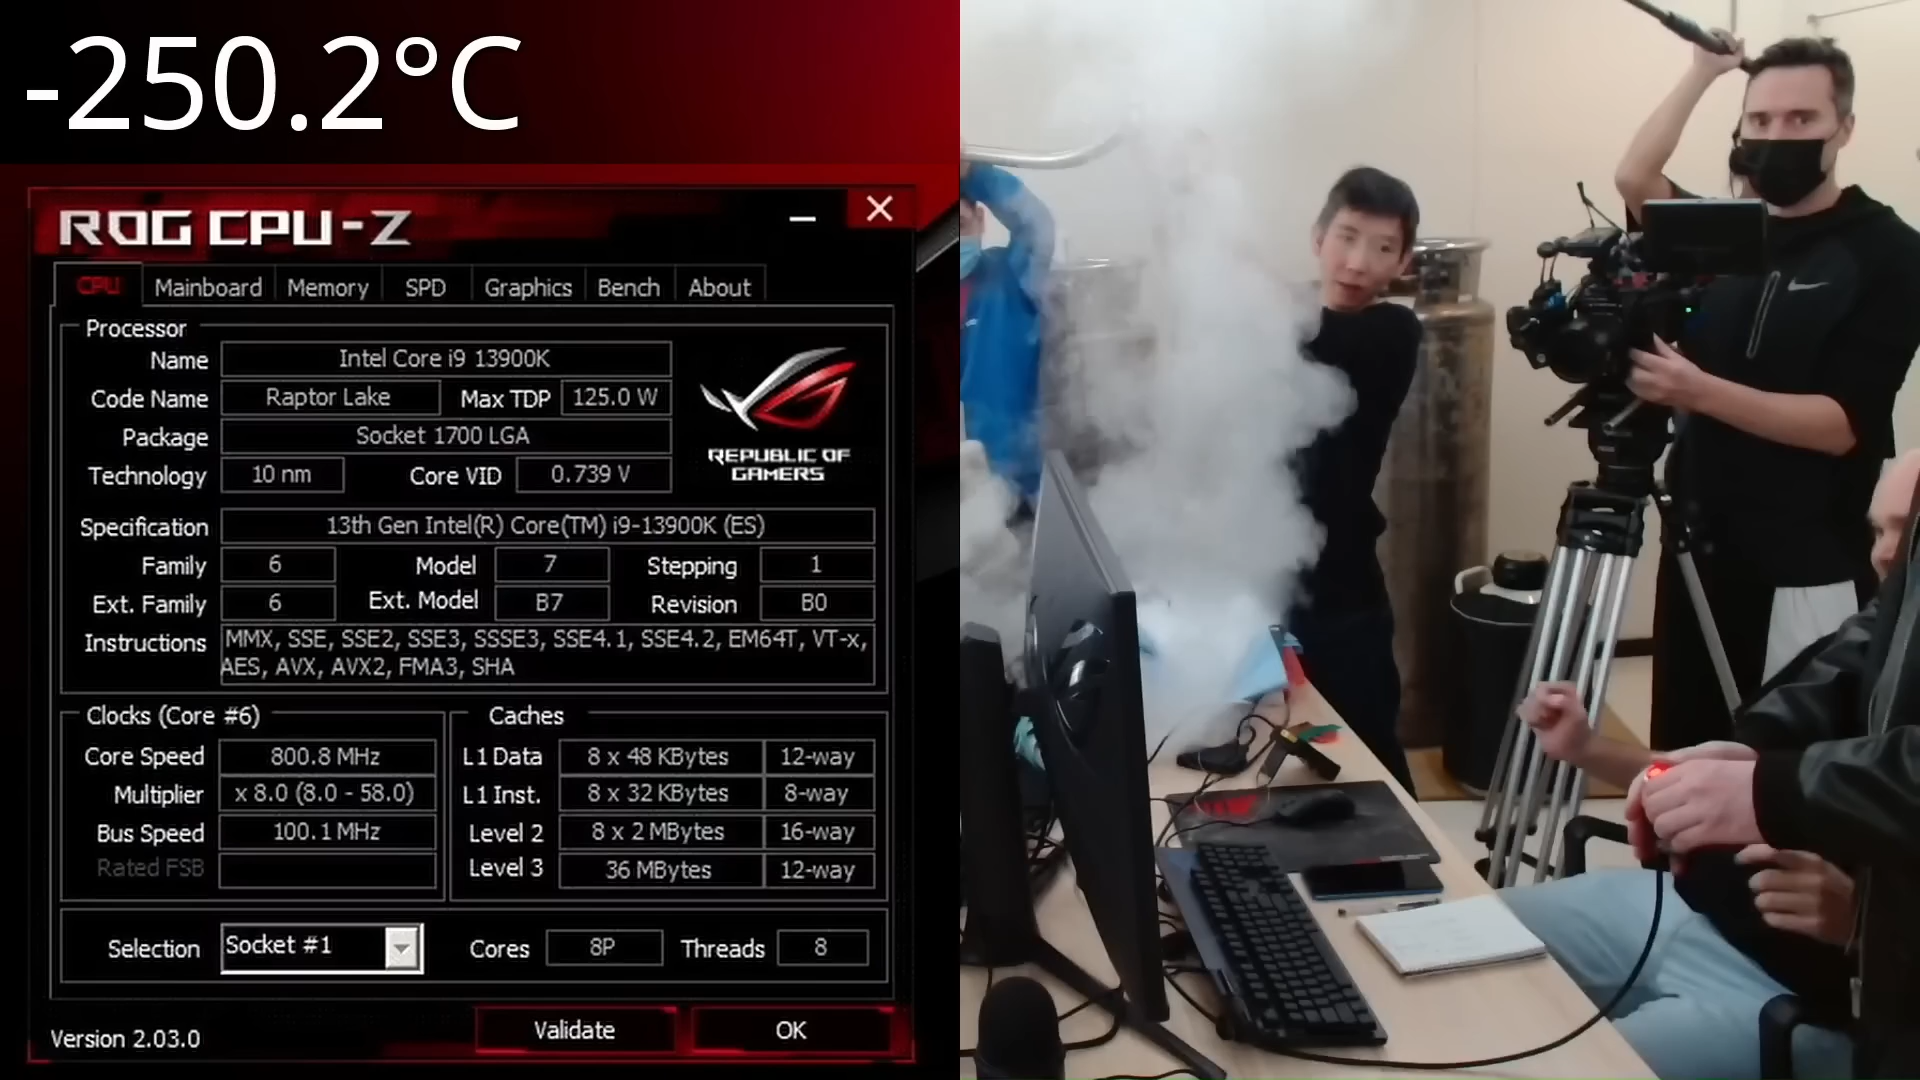 -250.2°C
ROG CPU-Z
CPU Mainboard Memory SPD Graphics Bench About
Processor
Name Intel Core i9 13900K
Code Name Raptor Lake Max TDP 125.0 W
Package Socket 1700 LGA
Technology 10 nm Core VID 0.739 V
REPUBLIC OF
GAMERS
Specification 13th Gen Intel(R) Core(TM) i9-13900K (ES)
Family 6 Model 7 Stepping 1
Ext. Family 6 Ext. Model B7 Revision B0
Instructions MMX, SSE, SSE2, SSE3, SSSE3, SSE4.1, SSE4.2, EM64T, VT-x,
AES, AVX, AVX2, FMA3, SHA
Clocks (Core #6) Caches
Core Speed 800.8 MHz L1 Data 8 x 48 KBytes 12-way
Multiplier x 8.0 (8.0 - 58.0) L1 Inst. 8 x 32 KBytes 8-way
Bus Speed 100.1 MHz Level 2 8 x 2 MBytes 16-way
Rated FSB Level 3 36 MBytes 12-way
Selection Socket #1 Cores 8P Threads 8
Version 2.03.0 Validate OK